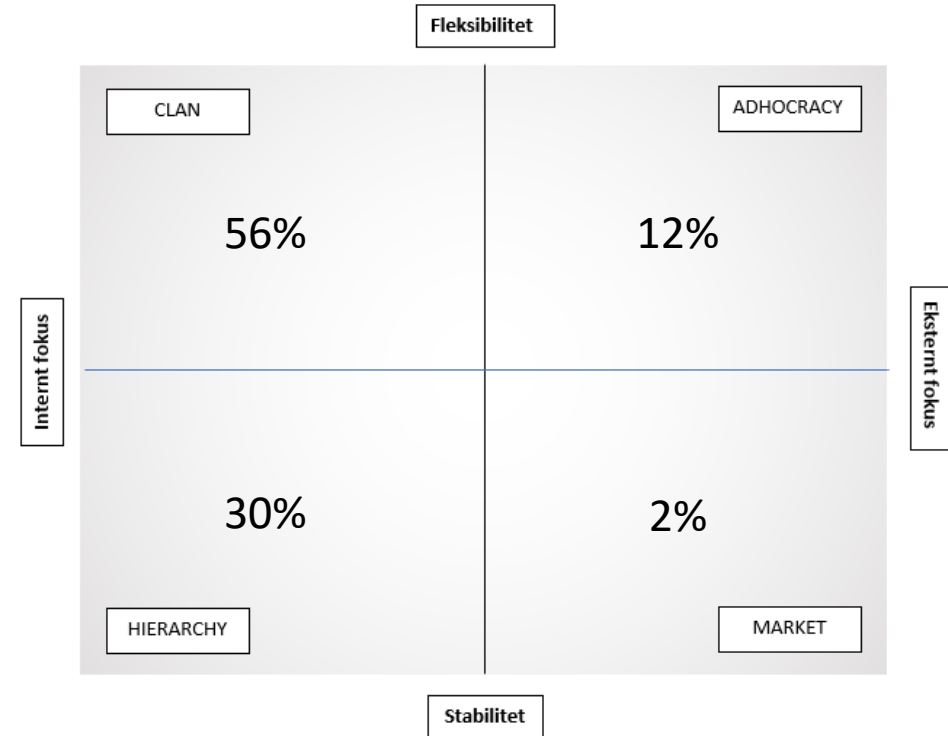 Fleksibilitet
CLAN
ADHOCRACY
56%
12%
Internt fokus
Eksternt fokus
30%
2%
HIERARCHY
MARKET
Stabilitet